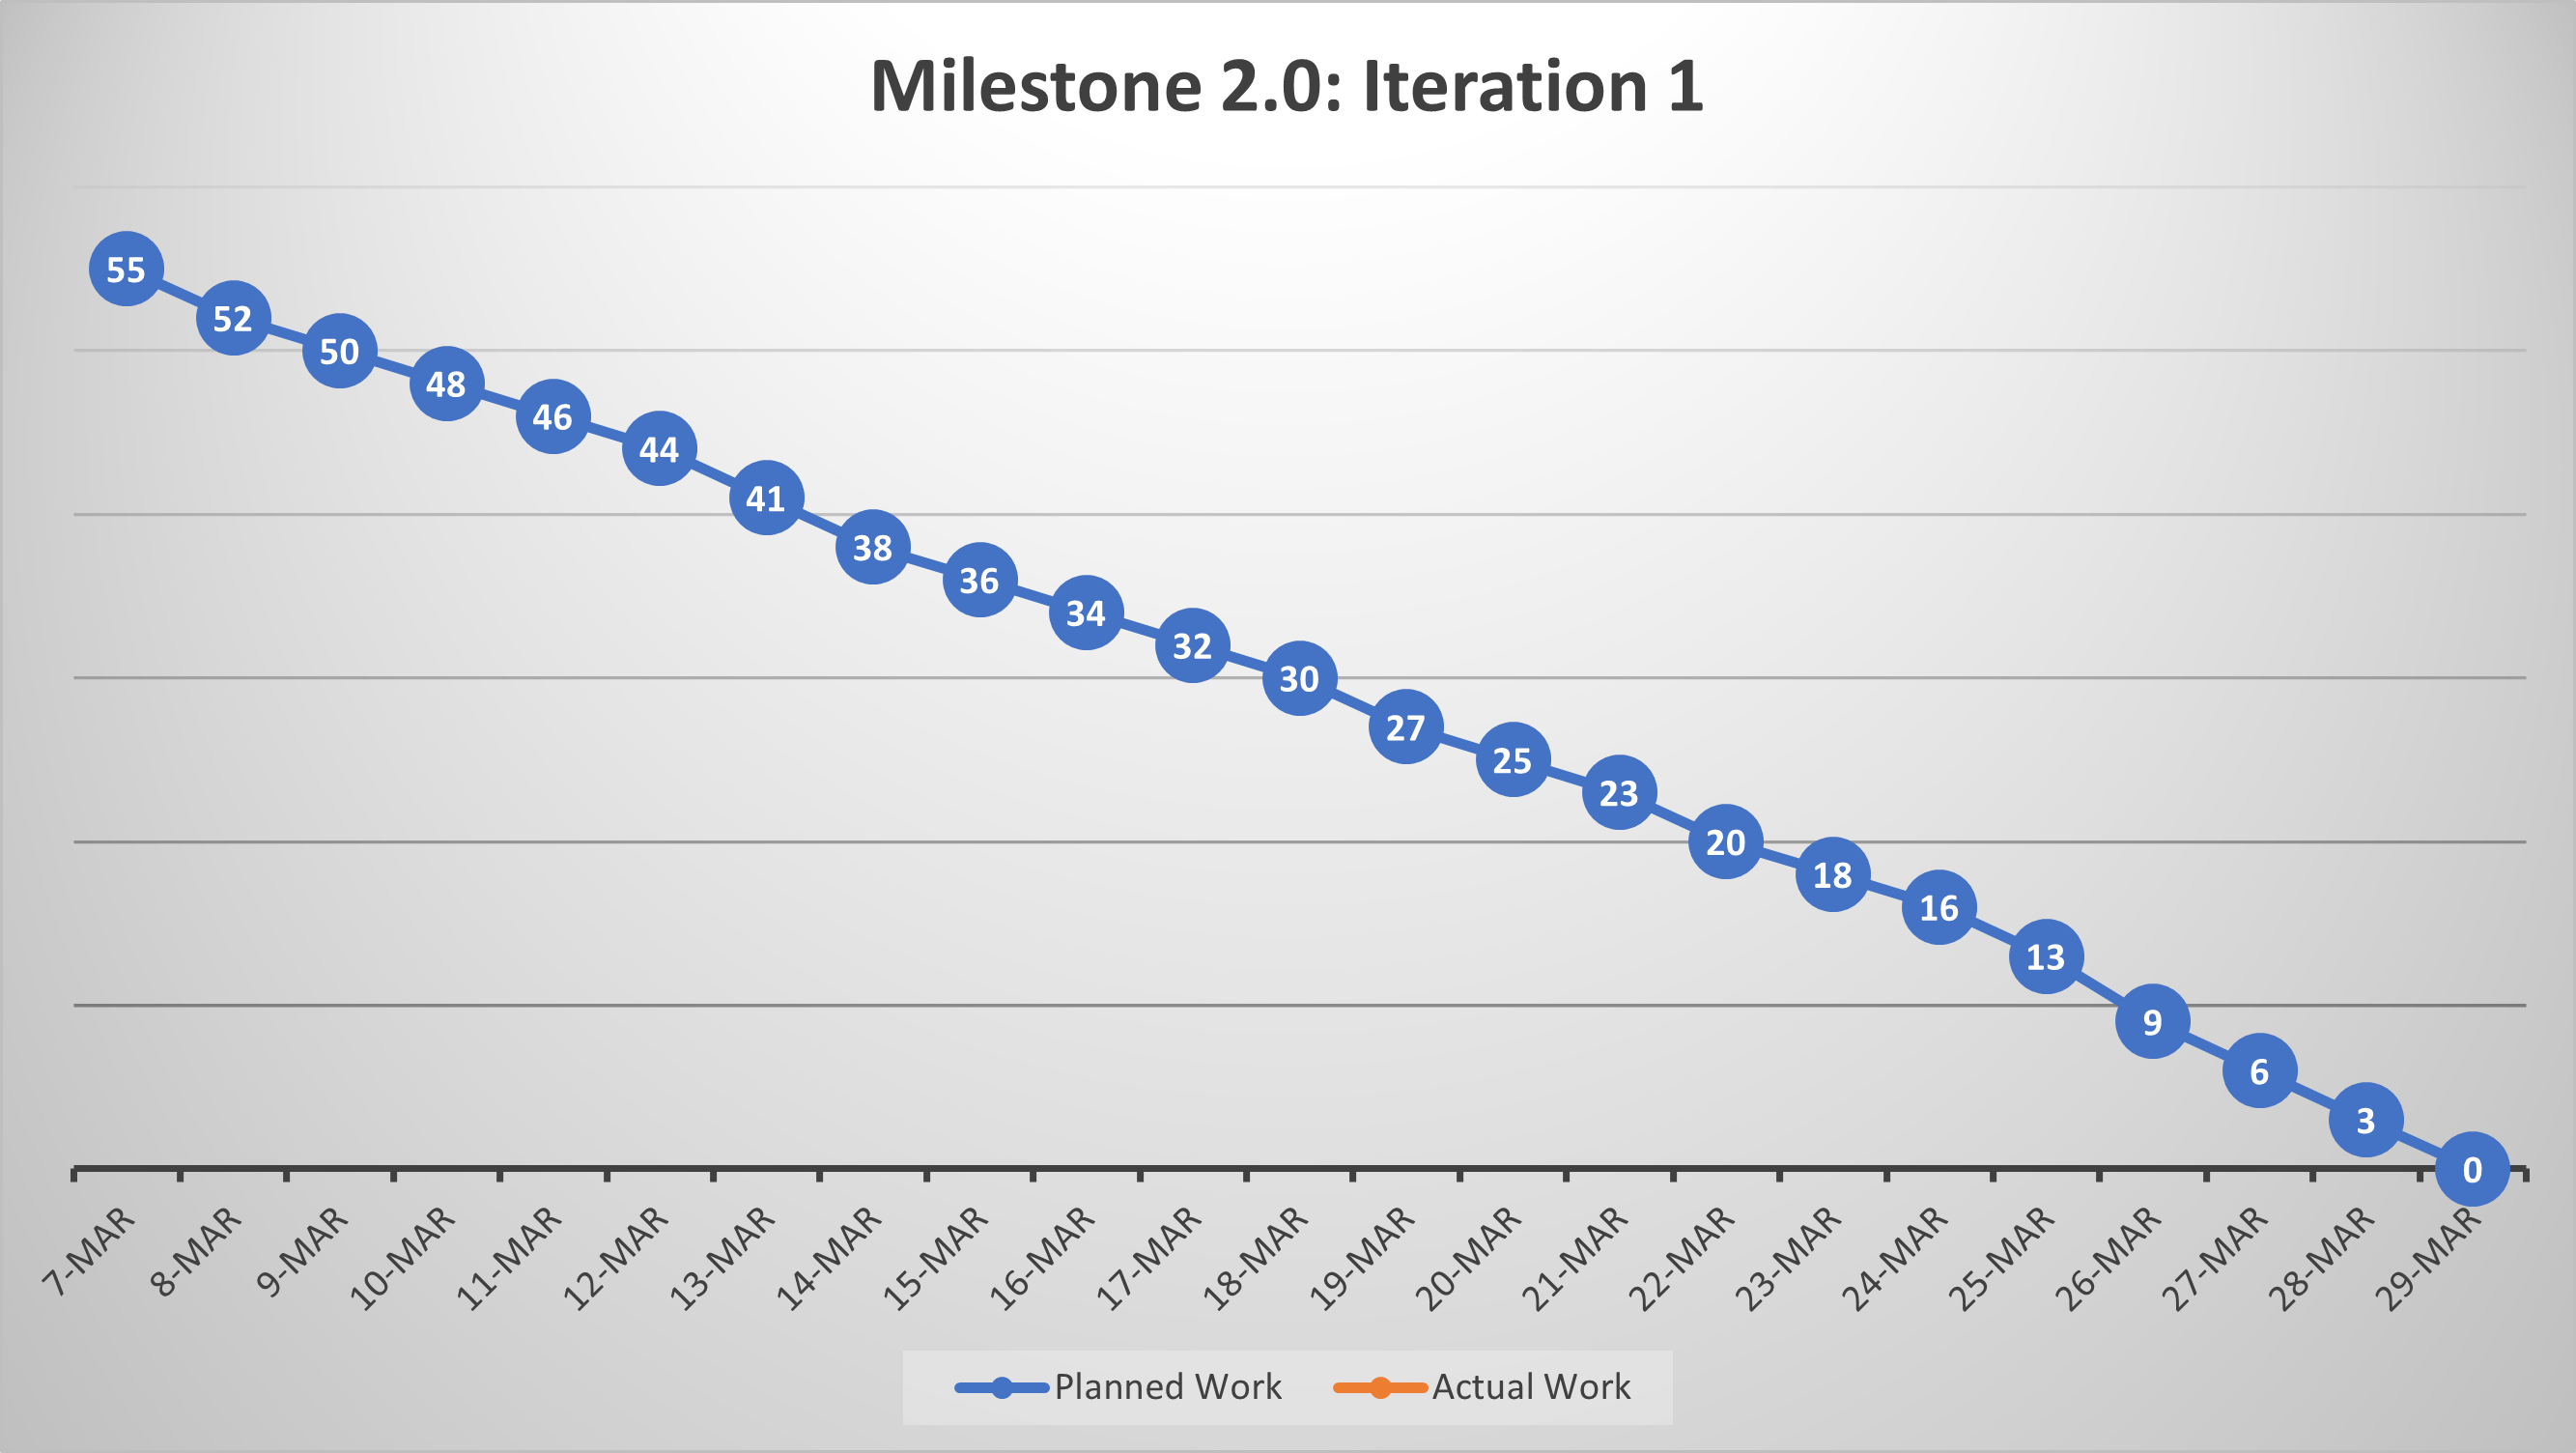 Milestone 2.0: Iteration 1
55
52
50
48
46
44
41
38
36
34
32
30
27
25
23
20
18
16
13
9
6
3
0
7-MAR
8-MAR
9-MAR
10-MAR
11-MAR
12-MAR
13-MAR
14-MAR
15-MAR
16-MAR
17-MAR
18-MAR
19-MAR
20-MAR
21-MAR
22-MAR
23-MAR
24-MAR
25-MAR
26-MAR
27-MAR
28-MAR
29-MAR
Planned Work
Actual Work